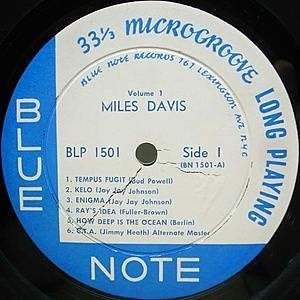 33⅓ MICROGROOVE LONG PLAYING
BLUE NOTE RECORDS 767 LEXINGTON AVE NYC
BLUE
NOTE
Volume 1
MILES DAVIS
BLP 1501
Side 1
(BN 1501-A)
1. TEMPUS FUGIT (Bud Powell)
2. KELO (Jay Jay Johnson)
3. ENIGMA (Jay Jay Johnson)
4. RAY'S IDEA (Fuller-Brown)
5. HOW DEEP IS THE OCEAN (Berlin)
6. C.T.A. (Jimmy Heath) Alternate Master